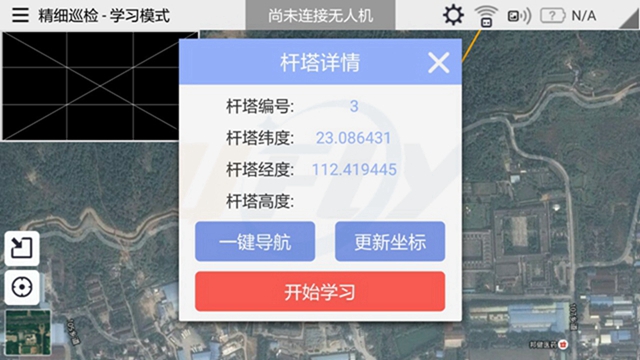 精细巡检 - 学习模式
尚未连接无人机
? N/A
杆塔详情
杆塔编号: 3
杆塔纬度: 23.086431
杆塔经度: 112.419445
杆塔高度:
一键导航
更新坐标
开始学习